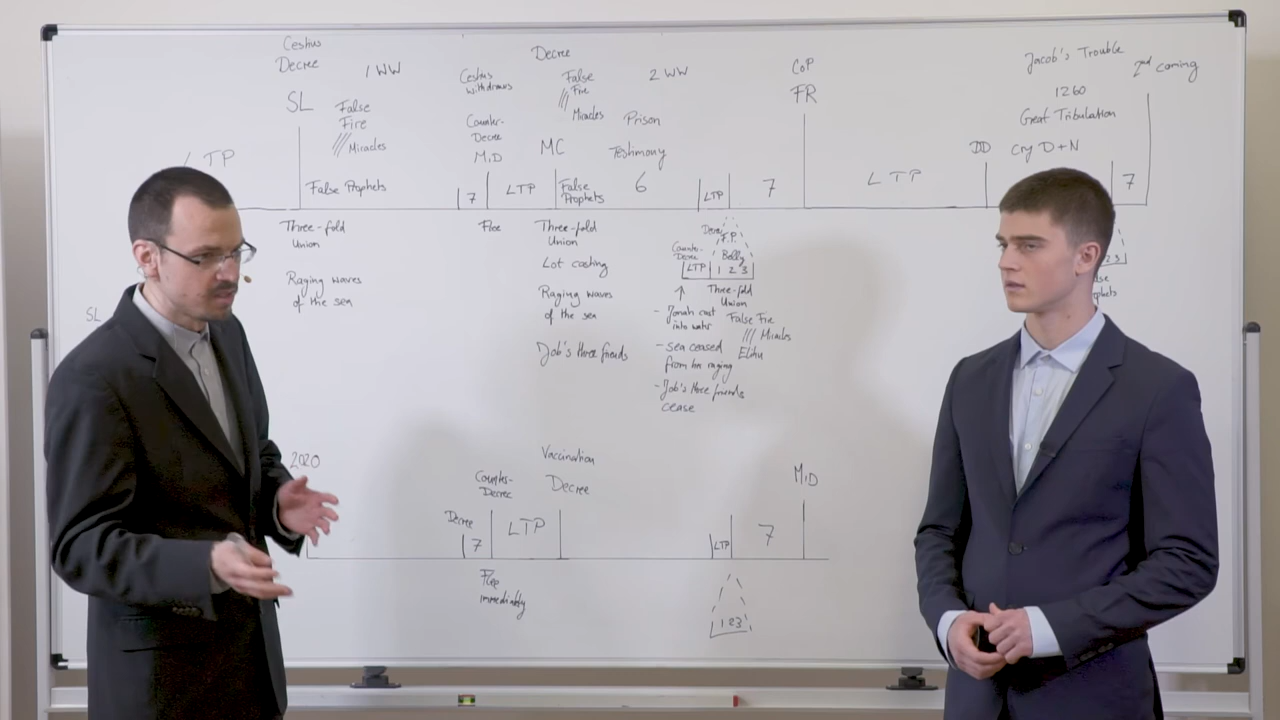 Cestius
Decree
1 WW
SL
False
Fire
/// Miracles
LTP
False Prophets
Cestius
withdraws
Counter-
Decree
M.D
7
LTP
Decree
False
Fire
/// Miracles
MC
False
Prophets
2 WW
Prison
Testimony
6
LTP
7
CoP
FR
LTP
Jacob's Trouble
1260
Great Tribulation
DD
Cry D+N
2nd coming
7
Three-fold
Union
Raging waves
of the sea
SL
Flee
Three-fold
Union
Lot casting
Raging waves
of the sea
Job's three friends
Counter-
Decree
F.P.
Belly
LTP 1 2 3
Three-fold
Union
- Jonah cast
into water
- sea ceased
from her raging
- Job's three friends
cease
False Fire
/// Miracles
Elihu
2 3
2020
Decree
7
Counter-
Decree
LTP
Vaccination
Decree
Flee
immediately
LTP
7
M.D
1 2 3